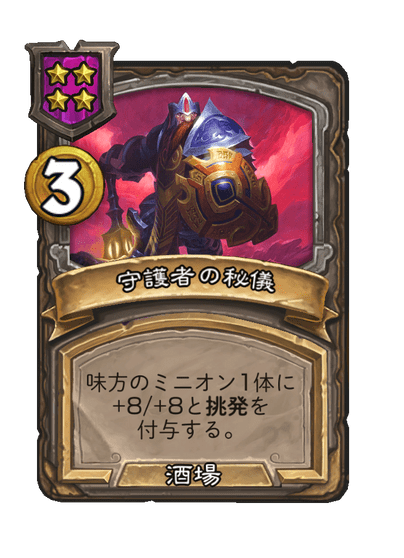 3
守護者の秘儀
味方のミニオン1体に
+8/+8と挑発を
付与する。
酒場